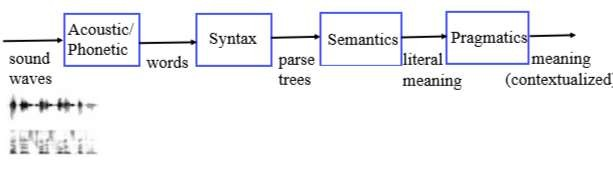 Acoustic/
Phonetic
Syntax
Semantics
Pragmatics
sound
waves
words
parse
trees
literal
meaning
meaning
(contextualized)